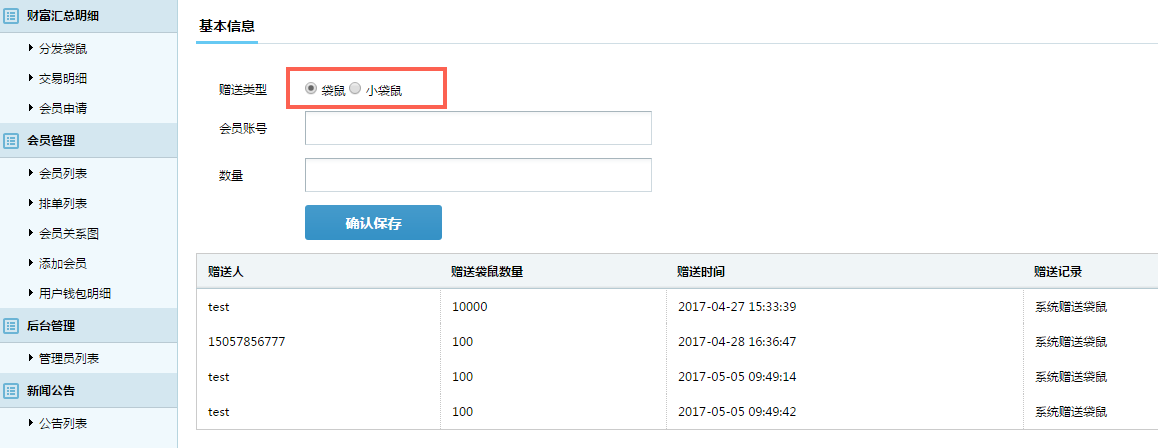 财富汇总明细
分发袋鼠
交易明细
会员申请
会员管理
会员列表
排单列表
会员关系图
添加会员
用户钱包明细
后台管理
管理员列表
新闻公告
公告列表
基本信息
赠送类型 袋鼠 小袋鼠
会员账号
数量
确认保存
赠送人 赠送袋鼠数量 赠送时间 赠送记录
test 10000 2017-04-27 15:33:39 系统赠送袋鼠
15057856777 100 2017-04-28 16:36:47 系统赠送袋鼠
test 100 2017-05-05 09:49:14 系统赠送袋鼠
test 100 2017-05-05 09:49:42 系统赠送袋鼠